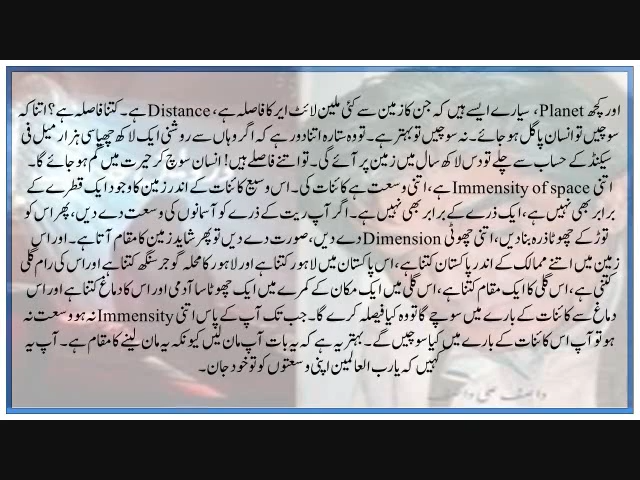 اور کچھ Planet، سیارے ایسے ہیں کہ جن کا زمین سے کئی ملین لائٹ ایئر کا فاصلہ ہے، Distance ہے۔ کتنا فاصلہ ہے؟ اتنا کہ
سوچیں تو انسان پاگل ہو جائے۔ نہ سوچیں تو بہتر ہے۔ تو وہ ستارہ اتنا دور ہے کہ اگر وہاں سے روشنی ایک لاکھ چھیاسی ہزار میل فی
سیکنڈ کے حساب سے چلے تو دس لاکھ سال میں زمین پر آئے گی۔ تو اتنے فاصلے ہیں! انسان سوچ کر حیرت میں گم ہو جائے گا۔
اتنی Immensity of space ہے، اتنی وسعت ہے کائنات کی۔ اس وسیع کائنات کے اندر زمین کا وجود ایک قطرے کے
برابر بھی نہیں ہے، ایک ذرے کے برابر بھی نہیں ہے۔ اگر آپ ریت کے ذرے کو آسمانوں کی وسعت دے دیں، پھر اس کو
توڑ کے چھوٹا ذرہ بنا دیں، اتنی چھوٹی Dimension دے دیں، صورت دے دیں تو پھر شاید زمین کا مقام آتا ہے۔ اور اس
زمین میں اتنے ممالک کے اندر پاکستان کتنا ہے، اس پاکستان میں لاہور کتنا ہے اور لاہور کا محلہ گوجر سنگھ کتنا ہے اور اس کی رام گلی
کتنی ہے، اس گلی کا ایک مقام کتنا ہے، اس گلی میں ایک مکان کے کمرے میں ایک چھوٹا سا آدمی اور اس کا دماغ کتنا ہے اور اس
دماغ سے کائنات کے بارے میں سوچے گا تو وہ کیا فیصلہ کرے گا۔ جب تک آپ کے پاس اتنی Immensity نہ ہو وسعت نہ
ہو تو آپ اس کائنات کے بارے میں کیا سوچیں گے۔ بہتر یہ ہے کہ یہ بات آپ مان لیں کیونکہ یہ مان لینے کا مقام ہے۔ آپ یہ
کہیں کہ یا رب العالمین اپنی وسعتوں کو تو خود جان۔
واصف علی واصف